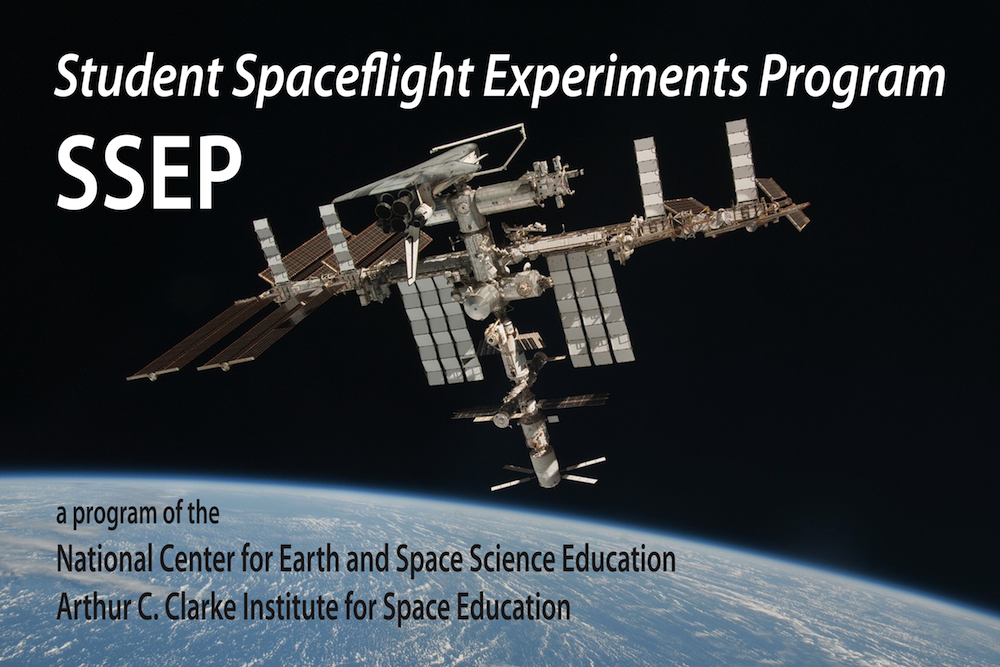 Student Spaceflight Experiments Program
SSEP
a program of the
National Center for Earth and Space Science Education
Arthur C. Clarke Institute for Space Education